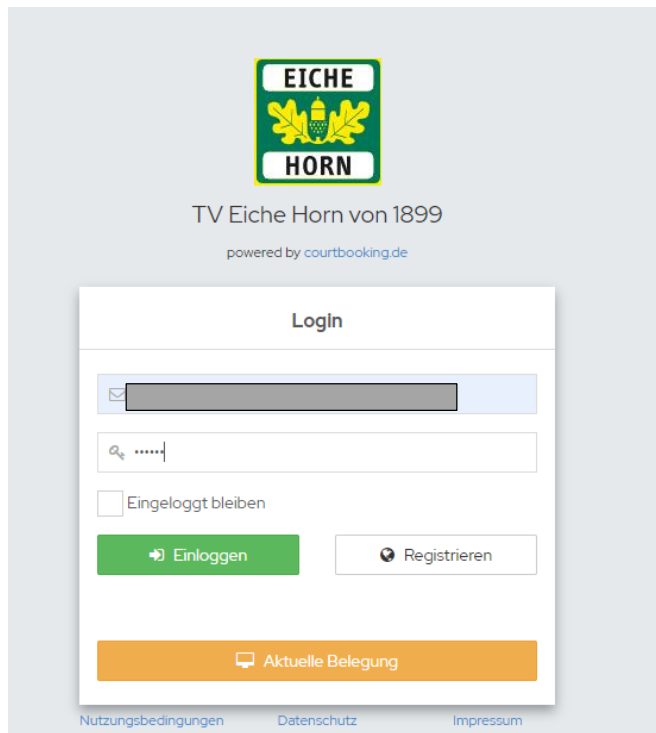 EICHE
HORN
TV Eiche Horn von 1899
powered by courtbooking.de
Login
••••••
Eingeloggt bleiben
Einloggen
Registrieren
Aktuelle Belegung
Nutzungsbedingungen Datenschutz Impressum